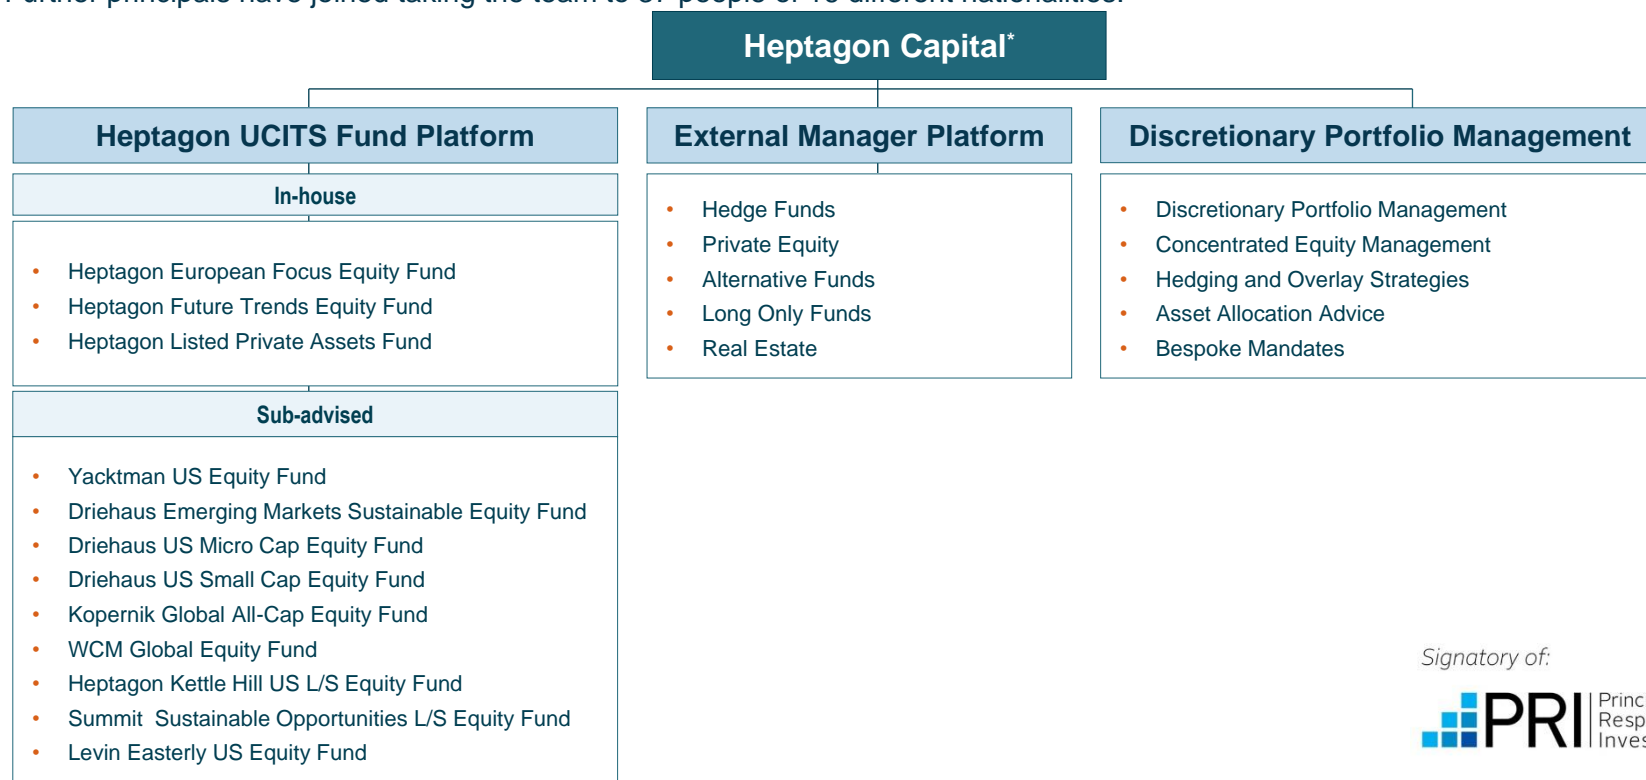 Heptagon Capital*
Heptagon UCITS Fund Platform
In-house
• Heptagon European Focus Equity Fund
• Heptagon Future Trends Equity Fund
• Heptagon Listed Private Assets Fund
Sub-advised
• Yacktman US Equity Fund
• Driehaus Emerging Markets Sustainable Equity Fund
• Driehaus US Micro Cap Equity Fund
• Driehaus US Small Cap Equity Fund
• Kopernik Global All-Cap Equity Fund
• WCM Global Equity Fund
• Heptagon Kettle Hill US L/S Equity Fund
• Summit Sustainable Opportunities L/S Equity Fund
• Levin Easterly US Equity Fund
External Manager Platform
• Hedge Funds
• Private Equity
• Alternative Funds
• Long Only Funds
• Real Estate
Discretionary Portfolio Management
• Discretionary Portfolio Management
• Concentrated Equity Management
• Hedging and Overlay Strategies
• Asset Allocation Advice
• Bespoke Mandates
Signatory of:
PRI